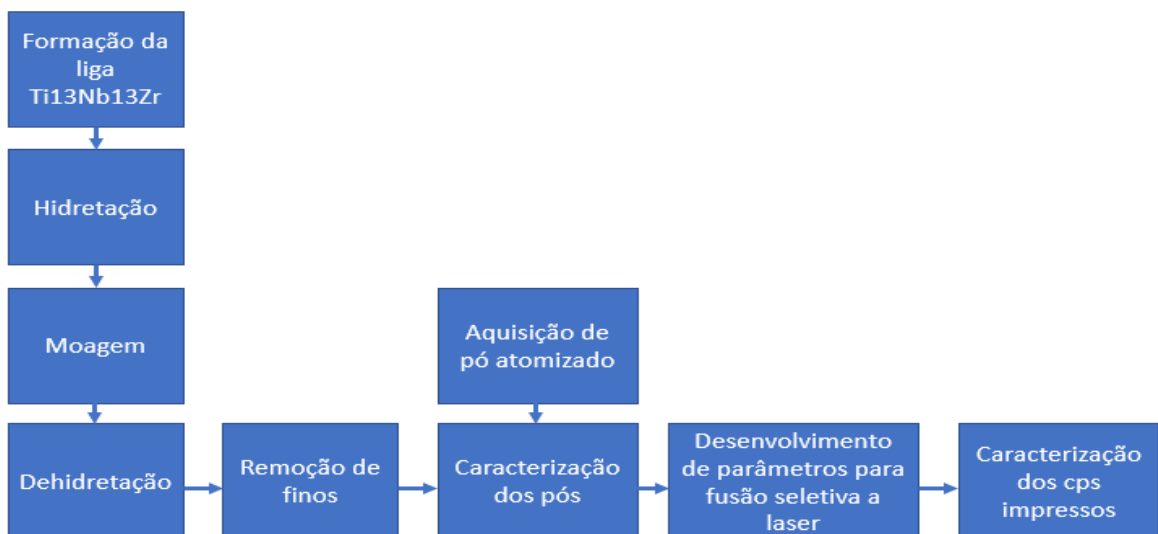 Formação da
liga
Ti13Nb13Zr
Hidretação
Moagem
Aquisição de
pó atomizado
Dehidretação
Remoção de
finos
Caracterização
dos pós
Desenvolvimento
de parâmetros para
fusão seletiva a
laser
Caracterização
dos cps
impressos